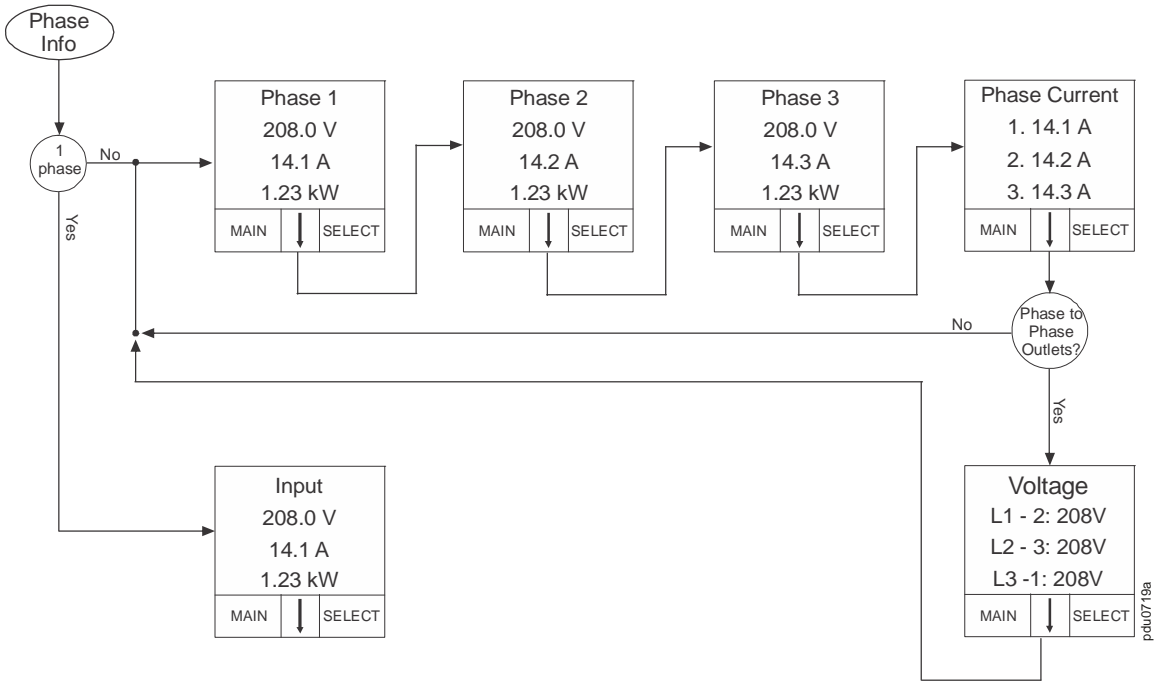 Phase
Info
1
phase
No
Yes
Phase 1
208.0 V
14.1 A
1.23 kW
MAIN
SELECT
Phase 2
208.0 V
14.2 A
1.23 kW
MAIN
SELECT
Phase 3
208.0 V
14.3 A
1.23 kW
MAIN
SELECT
Phase Current
1. 14.1 A
2. 14.2 A
3. 14.3 A
MAIN
SELECT
Phase to
Phase
Outlets?
No
Yes
Input
208.0 V
14.1 A
1.23 kW
MAIN
SELECT
Voltage
L1 - 2: 208V
L2 - 3: 208V
L3 -1: 208V
MAIN
SELECT
pdu0719a